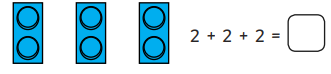 2 + 2 + 2 =